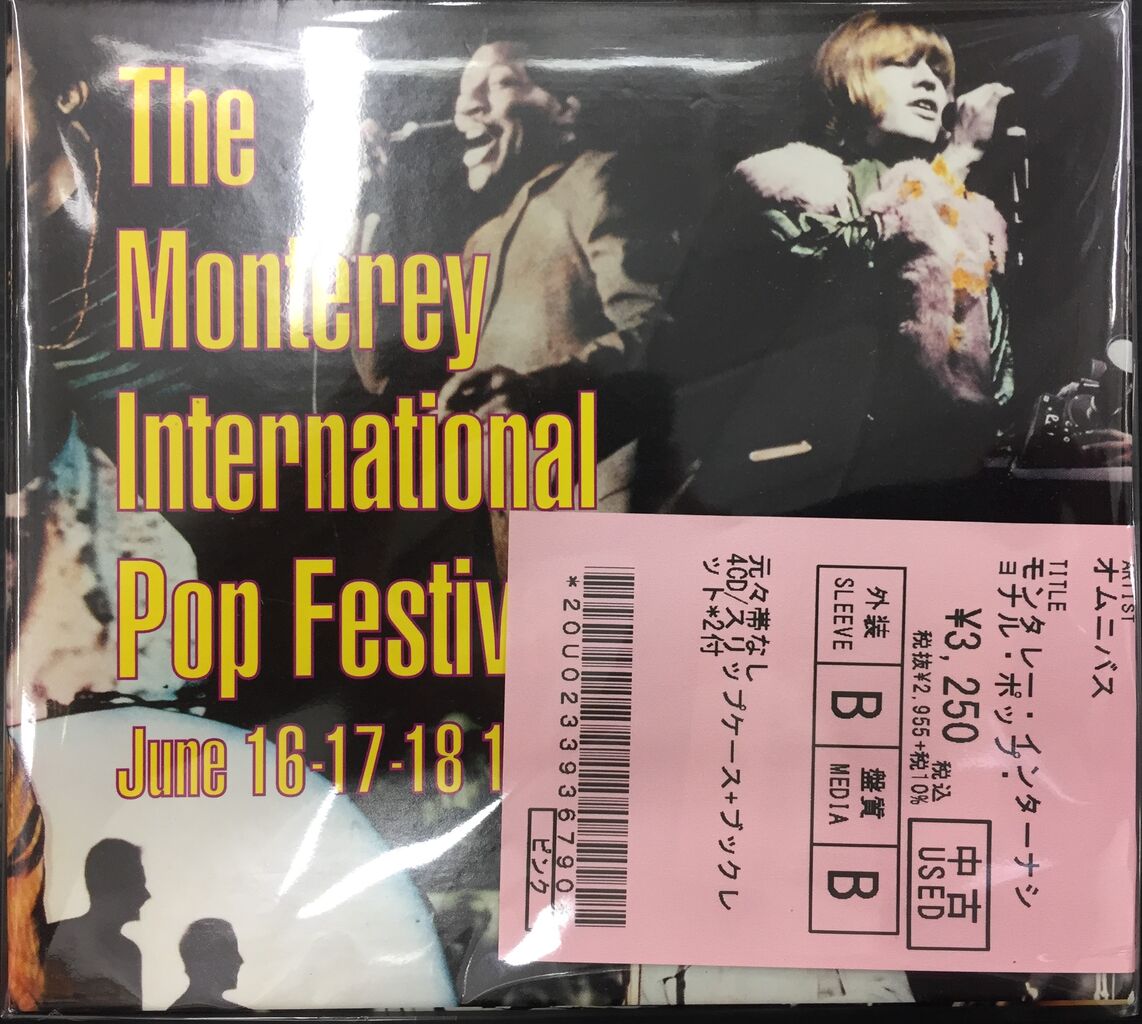 The
Monterey
International
Pop Festiv
June 16-17-18 1
ARTIST
オムニバス
TITLE
モンタレー・インターナシ
ョナル・ポップ・
¥3,250 税込
税抜¥2,955+税10%
中古
USED
外装
SLEEVE
B
盤質
MEDIA
B
元々帯なし
4CD/スリップケース+ブックレ
ット*2付
*20U0233936790
ピンク